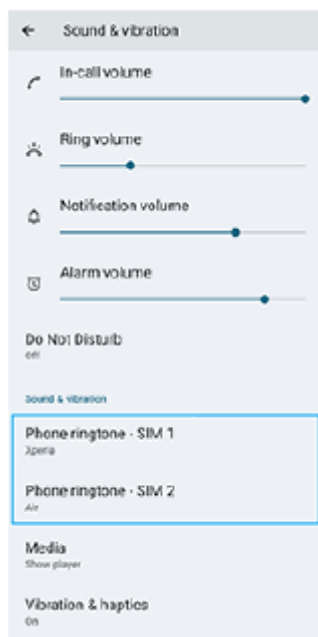 Sound & vibration
In-call volume
Ring volume
Notification volume
Alarm volume
Do Not Disturb
Off
Sound & vibration
Phone ringtone - SIM 1
Xperia
Phone ringtone - SIM 2
Air
Media
Show player
Vibration & haptics
On